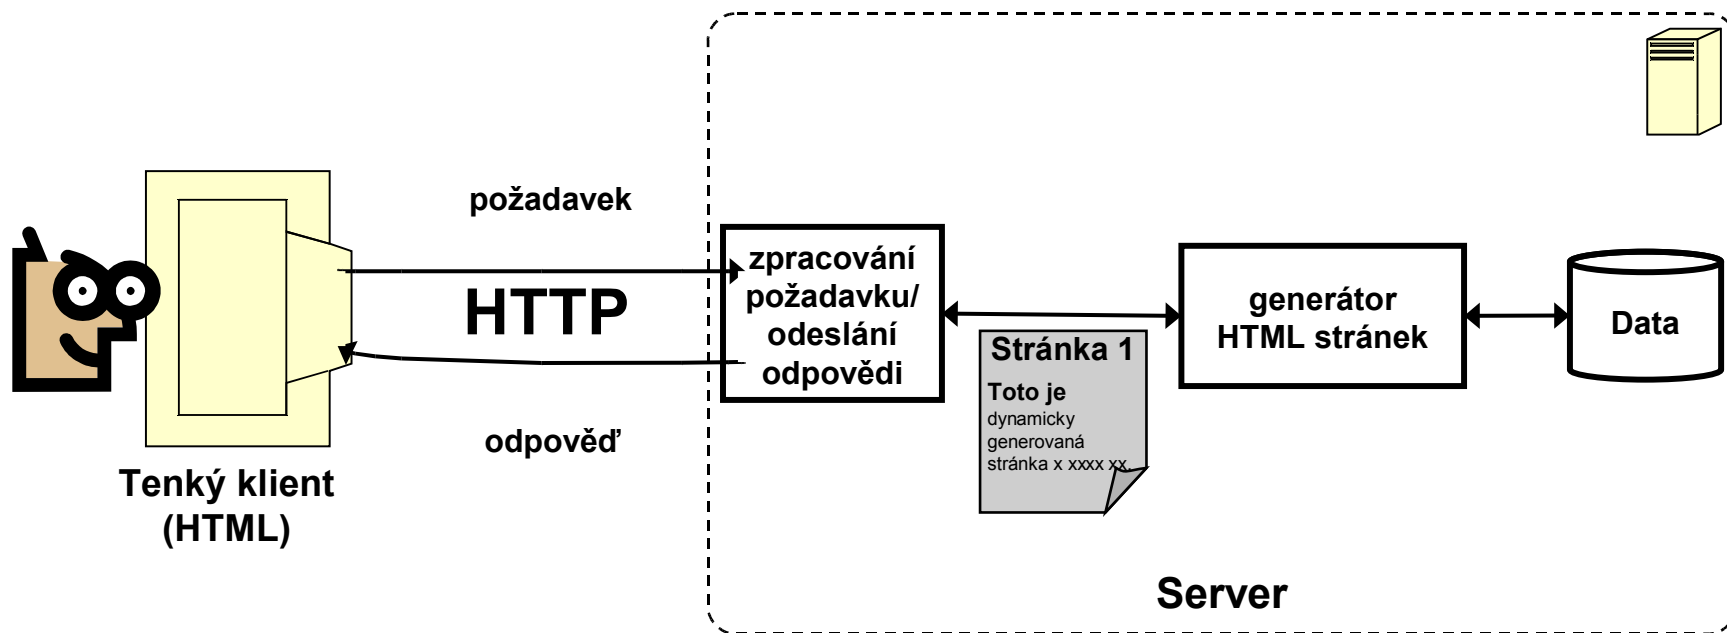 požadavek
HTTP
odpověď
Tenký klient
(HTML)
zpracování
požadavku/
odeslání
odpovědi
Stránka 1
Toto je
dynamicky
generovaná
stránka x xxxx xx.
generátor
HTML stránek
Data
Server